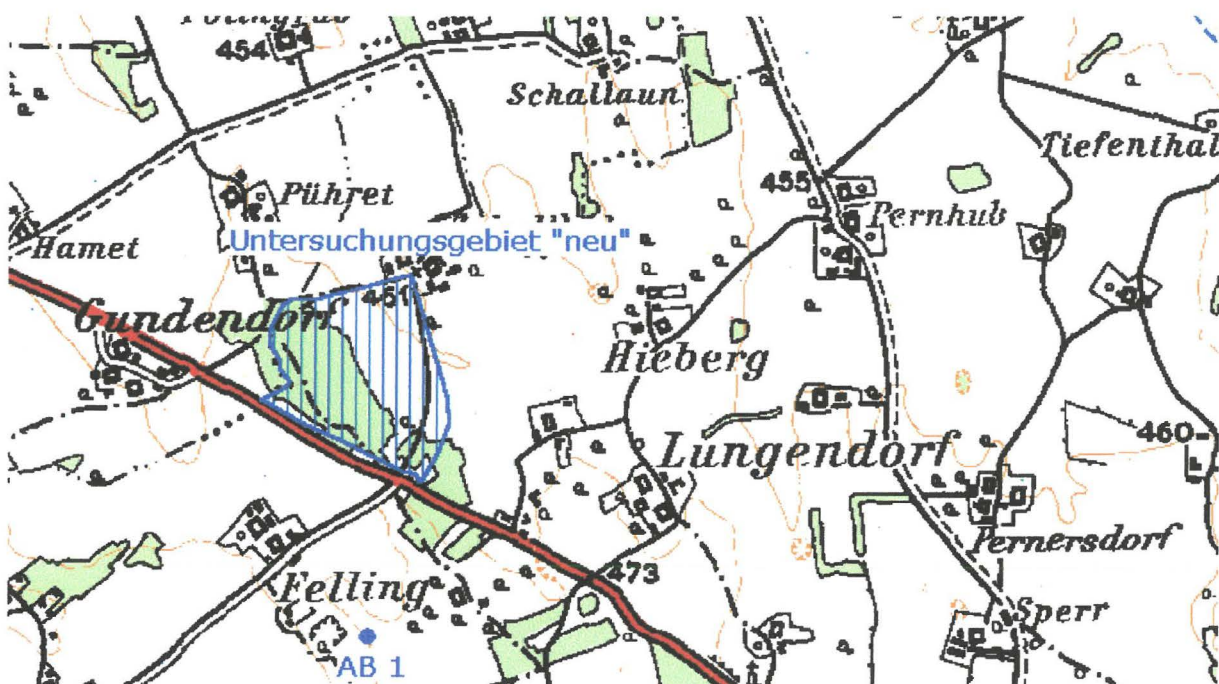 454
Schallaun
Tiefenthal
455
Pühret
Pernhub
Hamet
Untersuchungsgebiet "neu"
461
Gundendorf
Hieberg
460
Lungendorf
Pernersdorf
473
Felling
Sperr
AB 1